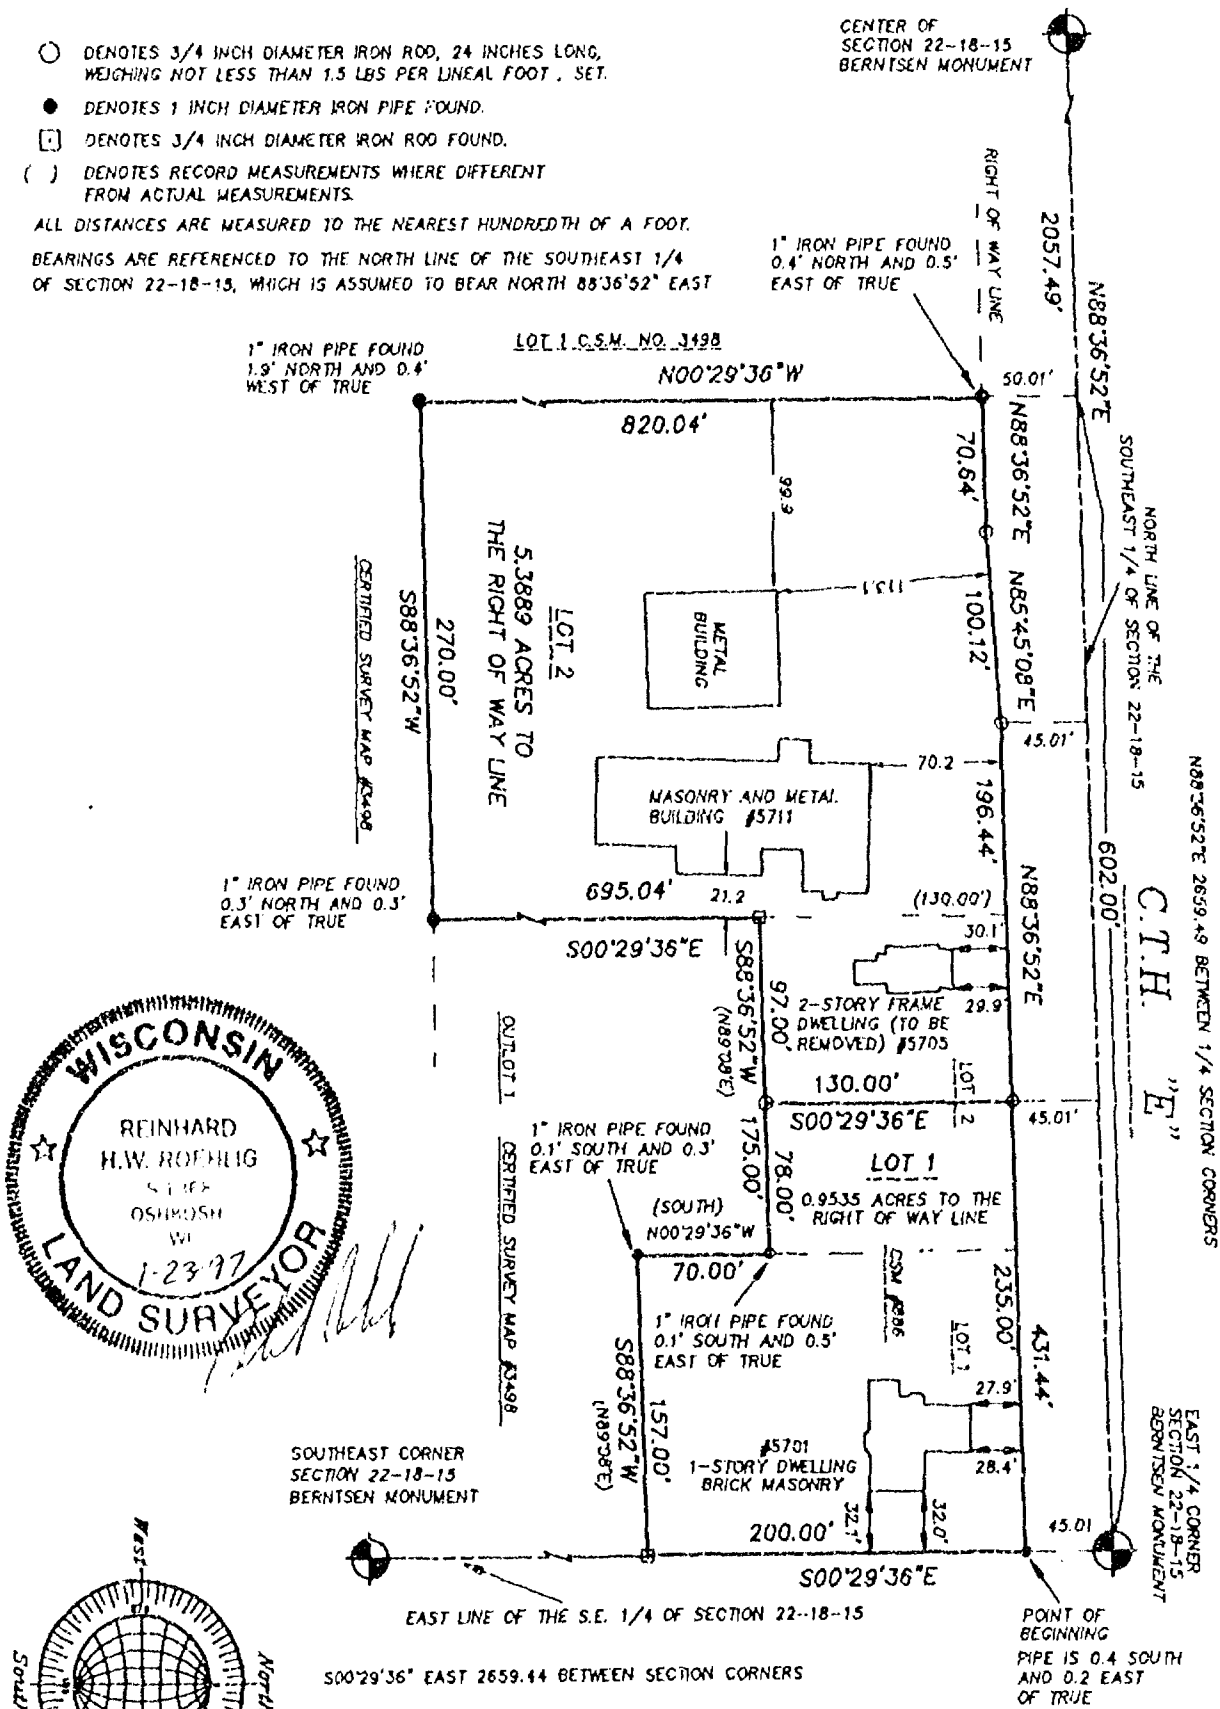 CENTER OF
SECTION 22-18-15
BERNTSEN MONUMENT
DENOTES 3/4 INCH DIAMETER IRON ROD, 24 INCHES LONG,
WEIGHING NOT LESS THAN 1.5 LBS PER LINEAL FOOT, SET.
DENOTES 1 INCH DIAMETER IRON PIPE FOUND.
DENOTES 3/4 INCH DIAMETER IRON ROD FOUND.
( ) DENOTES RECORD MEASUREMENTS WHERE DIFFERENT
FROM ACTUAL MEASUREMENTS.
ALL DISTANCES ARE MEASURED TO THE NEAREST HUNDREDTH OF A FOOT.
BEARINGS ARE REFERENCED TO THE NORTH LINE OF THE SOUTHEAST 1/4
OF SECTION 22-18-15, WHICH IS ASSUMED TO BEAR NORTH 88°36'52" EAST
RIGHT OF WAY LINE
2057.49'
N88°36'52"E
1" IRON PIPE FOUND
0.4' NORTH AND 0.5'
EAST OF TRUE
LOT 1 C.S.M. NO. 3498
N00°29'36"W
820.04'
1" IRON PIPE FOUND
1.9' NORTH AND 0.4'
WEST OF TRUE
50.01'
N88°36'52"E
70.64'
SOUTHEAST 1/4 OF SECTION 22-18-15
NORTH LINE OF THE
99.9
113.1
N85°45'08"E
100.12'
METAL
BUILDING
LOT 2
5.3889 ACRES TO
THE RIGHT OF WAY LINE
270.00'
S88°36'52"W
CERTIFIED SURVEY MAP #3498
45.01'
70.2
196.44'
MASONRY AND METAL
BUILDING #5711
N88°36'52"E 2659.49 BETWEEN 1/4 SECTION CORNERS
602.00'
C.T.H. "E"
1" IRON PIPE FOUND
0.3' NORTH AND 0.3'
EAST OF TRUE
695.04'
21.2
S00°29'36"E
(130.00')
30.1'
N88°36'52"E
29.9'
2-STORY FRAME
DWELLING (TO BE
REMOVED) #5705
97.00'
S88°36'52"W
(N89°08'E)
LOT 2
130.00'
S00°29'36"E
45.01'
OUTLOT 1
CERTIFIED SURVEY MAP #3498
1" IRON PIPE FOUND
0.1' SOUTH AND 0.3'
EAST OF TRUE
175.00'
78.00'
LOT 1
0.9535 ACRES TO THE
RIGHT OF WAY LINE
(SOUTH)
N00°29'36"W
70.00'
1" IRON PIPE FOUND
0.1' SOUTH AND 0.5'
EAST OF TRUE
LOT 1
235.00'
431.44'
27.9'
28.4'
#5701
1-STORY DWELLING
BRICK MASONRY
32.1'
32.0'
157.00'
S88°36'52"W
(N89°08'E)
WISCONSIN
REINHARD
H.W. ROEHLIG
OSHKOSH
WI
1-23-97
LAND SURVEYOR
SOUTHEAST CORNER
SECTION 22-18-15
BERNTSEN MONUMENT
200.00'
S00°29'36"E
45.01
EAST 1/4 CORNER
SECTION 22-18-15
BERNTSEN MONUMENT
EAST LINE OF THE S.E. 1/4 OF SECTION 22-18-15
S00°29'36" EAST 2659.44 BETWEEN SECTION CORNERS
POINT OF
BEGINNING
PIPE IS 0.4 SOUTH
AND 0.2 EAST
OF TRUE
West